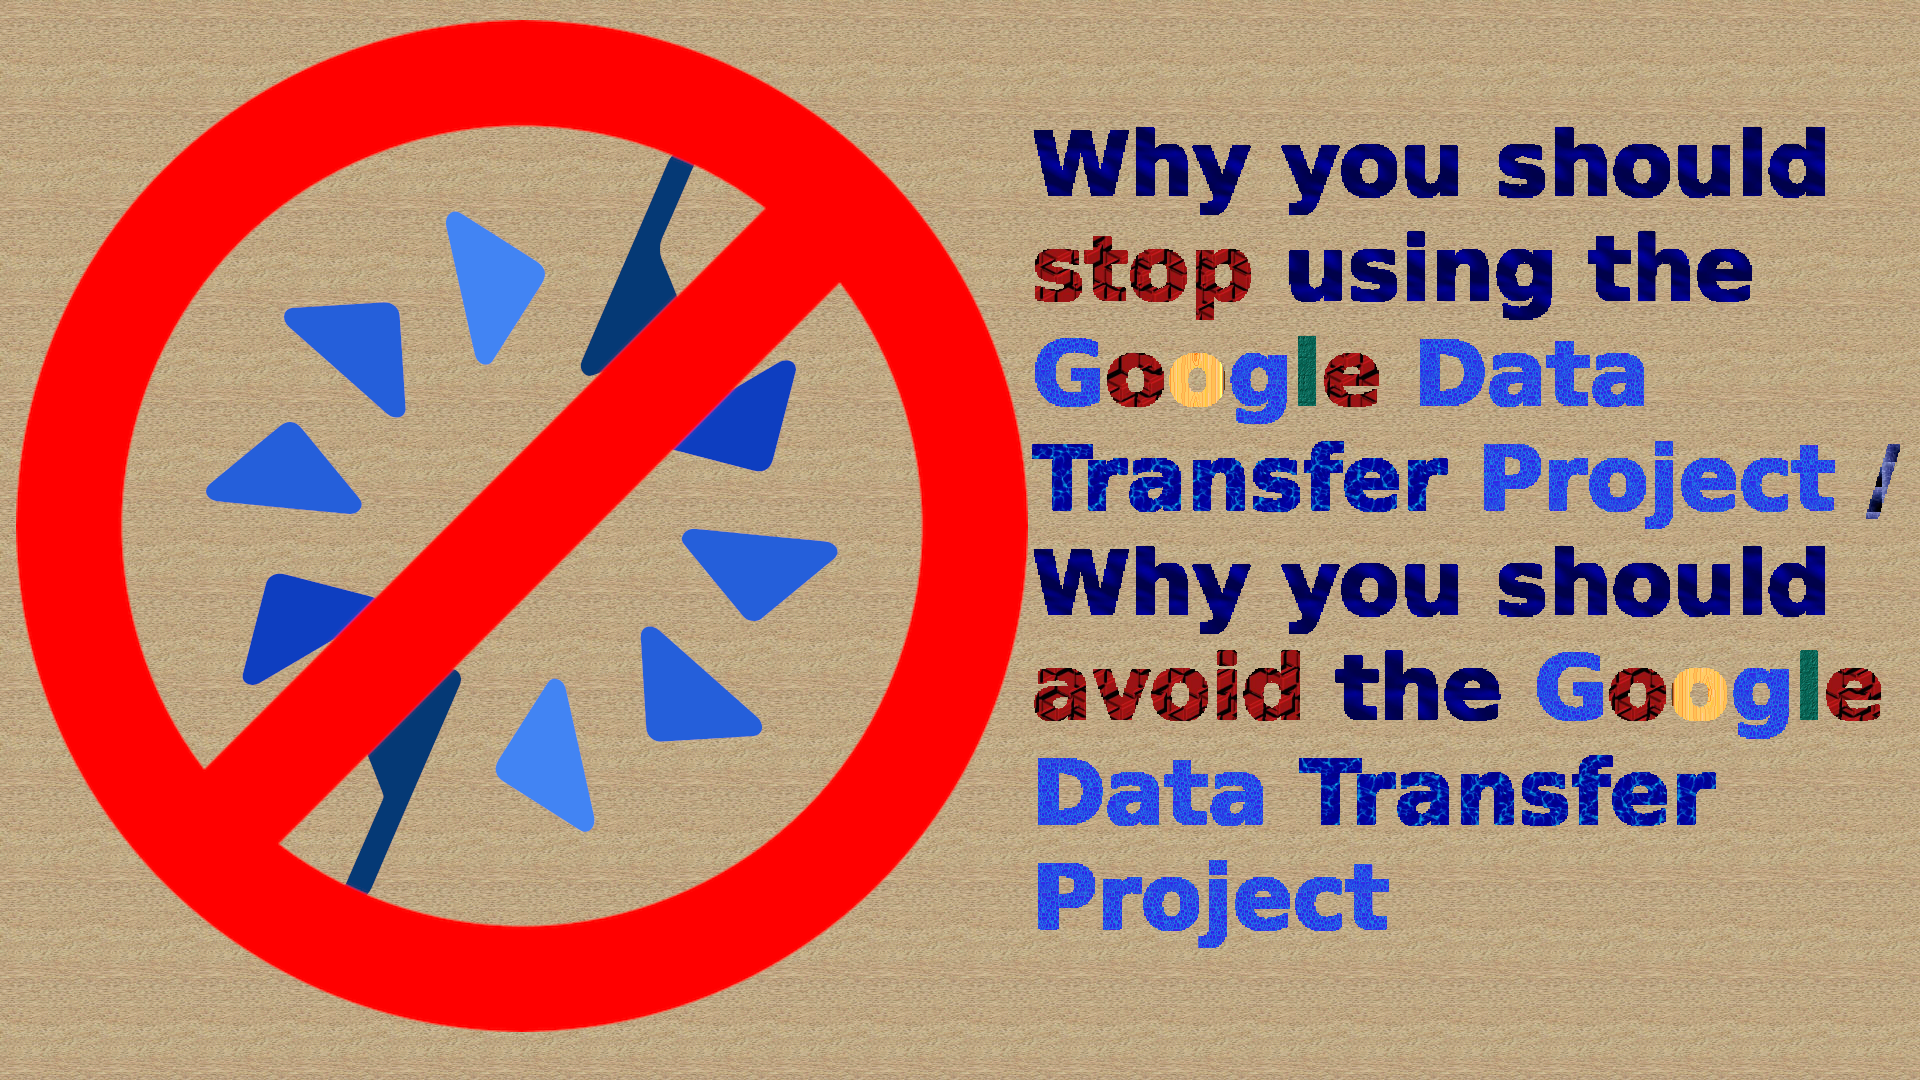 Why you should
stop using the
Google Data
Transfer Project /
Why you should
avoid the Google
Data Transfer
Project